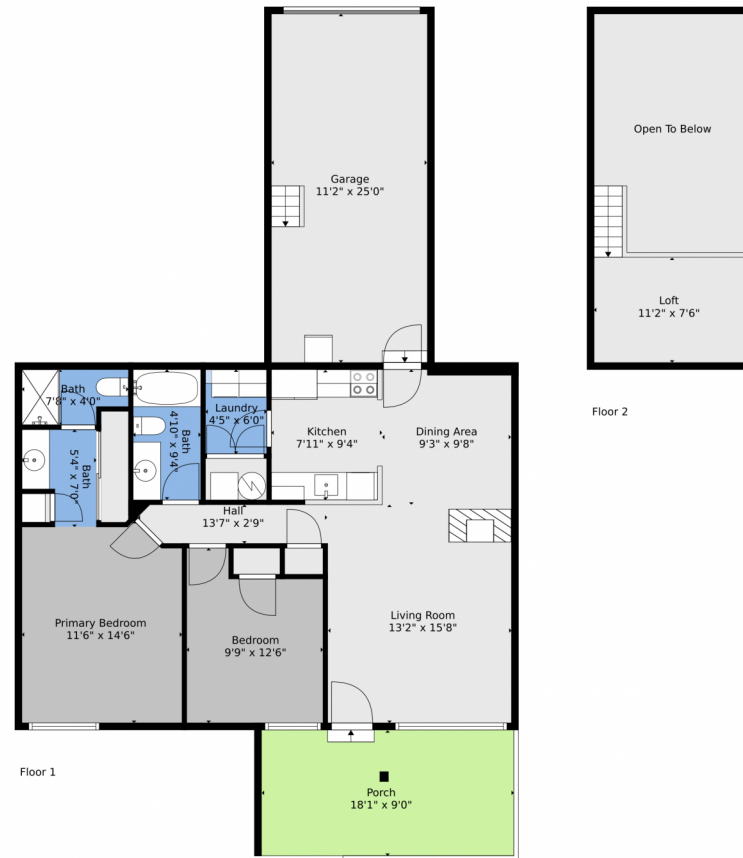 Garage
11'2" x 25'0"
Open To Below
Loft
11'2" x 7'6"
Floor 2
Bath
7'8" x 4'0"
Bath
5'4" x 7'0"
Bath
4'10" x 9'4"
Laundry
4'5" x 6'0"
Kitchen
7'11" x 9'4"
Dining Area
9'3" x 9'8"
Hall
13'7" x 2'9"
Primary Bedroom
11'6" x 14'6"
Bedroom
9'9" x 12'6"
Living Room
13'2" x 15'8"
Floor 1
Porch
18'1" x 9'0"